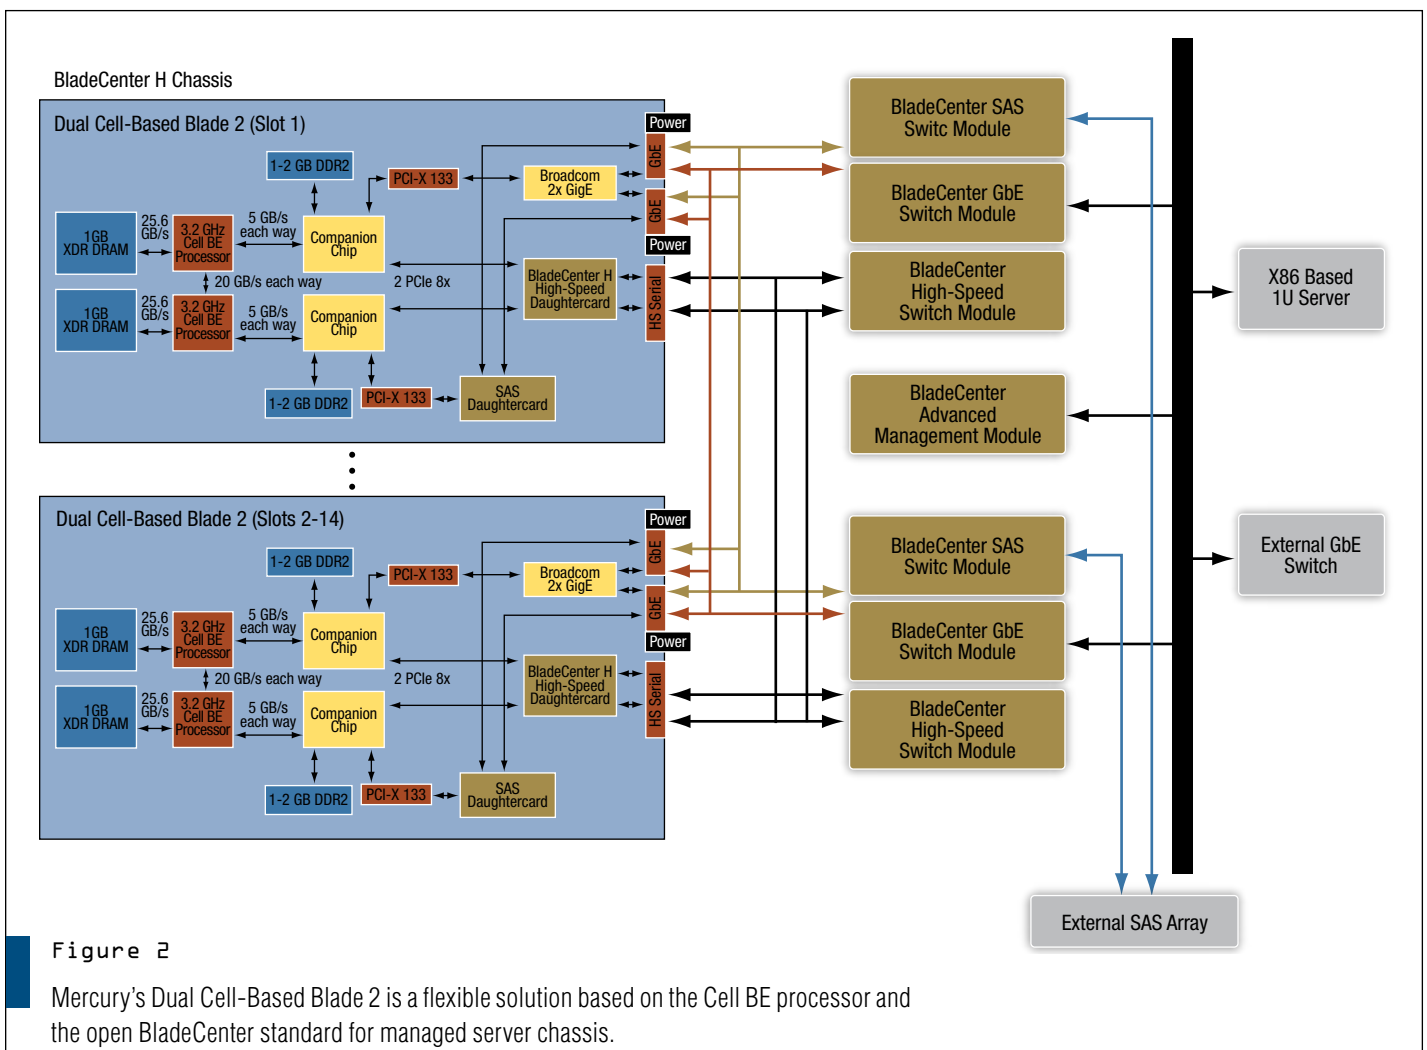 BladeCenter H Chassis
Dual Cell-Based Blade 2 (Slot 1)
Power
1-2 GB DDR2
PCI-X 133
Broadcom
2x GigE
GbE
GbE
1GB
XDR DRAM
25.6
GB/s
3.2 GHz
Cell BE
Processor
5 GB/s
each way
Companion
Chip
Power
20 GB/s each way
2 PCIe 8x
BladeCenter H
High-Speed
Daughtercard
HS Serial
1GB
XDR DRAM
25.6
GB/s
3.2 GHz
Cell BE
Processor
5 GB/s
each way
Companion
Chip
1-2 GB DDR2
PCI-X 133
SAS
Daughtercard
Dual Cell-Based Blade 2 (Slots 2-14)
Power
1-2 GB DDR2
PCI-X 133
Broadcom
2x GigE
GbE
GbE
1GB
XDR DRAM
25.6
GB/s
3.2 GHz
Cell BE
Processor
5 GB/s
each way
Companion
Chip
Power
20 GB/s each way
2 PCIe 8x
BladeCenter H
High-Speed
Daughtercard
HS Serial
1GB
XDR DRAM
25.6
GB/s
3.2 GHz
Cell BE
Processor
5 GB/s
each way
Companion
Chip
1-2 GB DDR2
PCI-X 133
SAS
Daughtercard
BladeCenter SAS
Switc Module
BladeCenter GbE
Switch Module
BladeCenter
High-Speed
Switch Module
BladeCenter
Advanced
Management Module
BladeCenter SAS
Switc Module
BladeCenter GbE
Switch Module
BladeCenter
High-Speed
Switch Module
X86 Based
1U Server
External GbE
Switch
External SAS Array
Figure 2
Mercury's Dual Cell-Based Blade 2 is a flexible solution based on the Cell BE processor and
the open BladeCenter standard for managed server chassis.